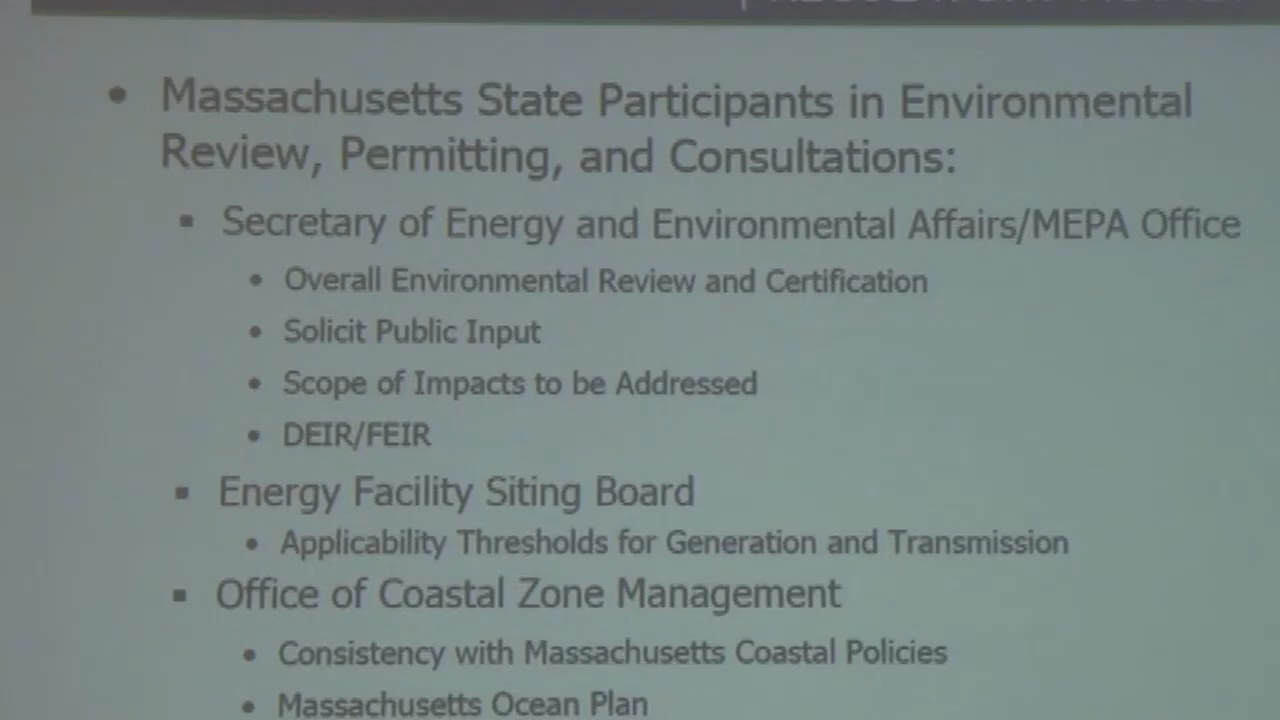 • Massachusetts State Participants in Environmental
Review, Permitting, and Consultations:
▪ Secretary of Energy and Environmental Affairs/MEPA Office
• Overall Environmental Review and Certification
• Solicit Public Input
• Scope of Impacts to be Addressed
• DEIR/FEIR
▪ Energy Facility Siting Board
• Applicability Thresholds for Generation and Transmission
▪ Office of Coastal Zone Management
• Consistency with Massachusetts Coastal Policies
• Massachusetts Ocean Plan